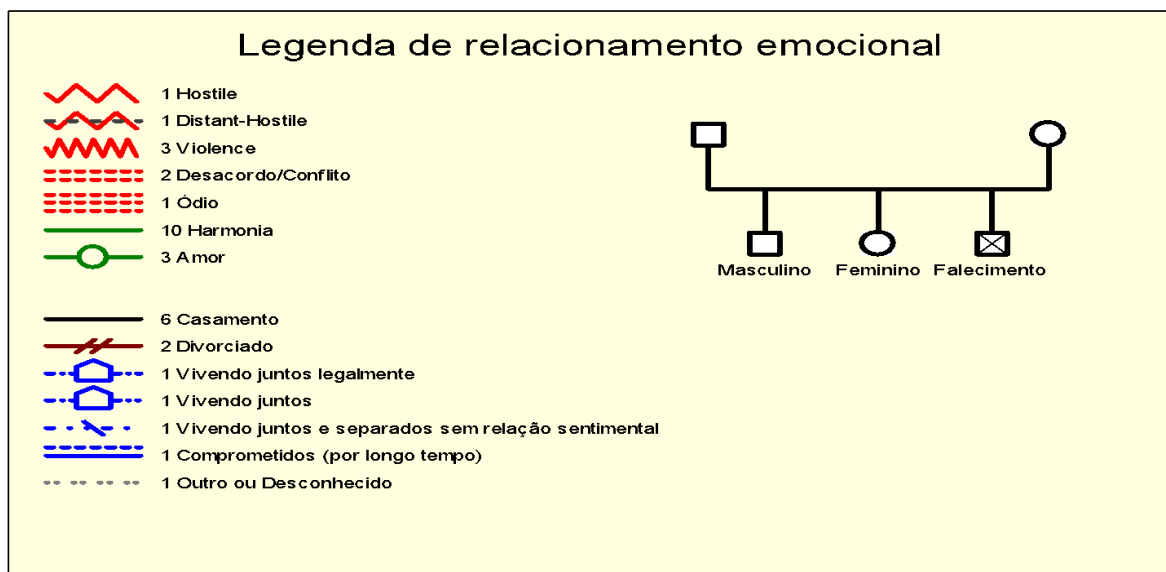 Legenda de relacionamento emocional
1 Hostile
1 Distant-Hostile
3 Violence
2 Desacordo/Conflito
1 Ódio
10 Harmonia
3 Amor
6 Casamento
2 Divorciado
1 Vivendo juntos legalmente
1 Vivendo juntos
1 Vivendo juntos e separados sem relação sentimental
1 Comprometidos (por longo tempo)
1 Outro ou Desconhecido
Masculino Feminino Falecimento